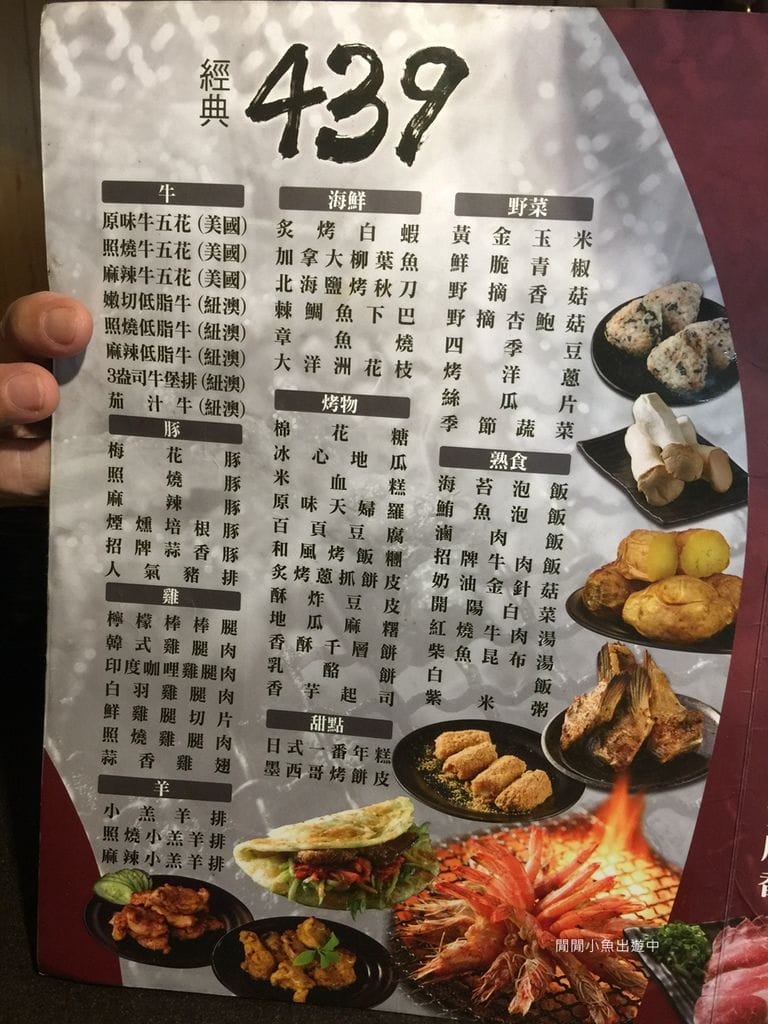 經典
439
牛
原味牛五花(美國)
照燒牛五花(美國)
麻辣牛五花(美國)
嫩切低脂牛(紐澳)
照燒低脂牛(紐澳)
麻辣低脂牛(紐澳)
3盎司牛堡排(紐澳)
茄汁牛(紐澳)
豚
梅花豚
照燒豚
麻辣豚
煙燻培根豚
招牌蒜香豚
人氣豬排
雞
檸檬棒棒腿
韓式雞腿肉
印度咖哩雞腿肉
白羽雞腿肉
鮮雞腿切片
照燒雞腿肉
蒜香雞翅
羊
小羔羊排
照燒小羔羊排
麻辣小羔羊排
海鮮
炙烤白蝦
加拿大柳葉魚
北海鹽烤秋刀
棘鯛魚下巴
章魚燒
大洋洲花枝
烤物
棉花糖
冰心地瓜
米血糕
原味天婦羅
百頁豆腐
和風烤飯糰
炙烤蔥抓餅皮
酥炸豆皮
地瓜麻糬
香酥千層餅
乳酪餅
香芋起司
甜點
日式一番年糕
墨西哥烤餅皮
野菜
黃金玉米
鮮脆青椒
野摘香菇
野摘杏鮑菇
四季豆
烤洋蔥
絲瓜片
季節蔬菜
熟食
海苔泡飯
鮪魚泡飯
滷肉飯
招牌牛肉飯
奶油金針菇
開陽白菜
紅燒牛肉湯
柴魚昆布湯
白飯
紫米粥
閒閒小魚出遊中